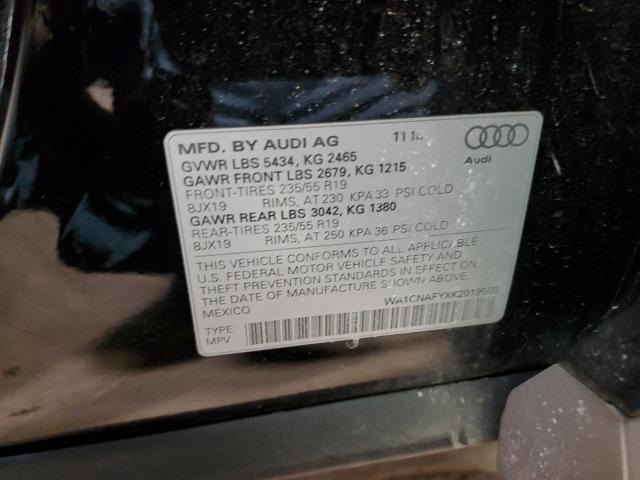 MFD. BY AUDI AG
GVWR LBS 5434, KG 2465
GAWR FRONT LBS 2679, KG 1215
FRONT-TIRES 235/55 R19
8JX19 RIMS, AT 230 KPA 33 PSI COLD
GAWR REAR LBS 3042, KG 1380
REAR-TIRES 235/55 R19
8JX19 RIMS, AT 250 KPA 36 PSI COLD
THIS VEHICLE CONFORMS TO ALL APPLICABLE
U.S. FEDERAL MOTOR VEHICLE SAFETY AND
THEFT PREVENTION STANDARDS IN EFFECT ON
THE DATE OF MANUFACTURE SHOWN ABOVE.
MEXICO
WA1CNAFYXK2019500
TYPE:
MPV
Audi